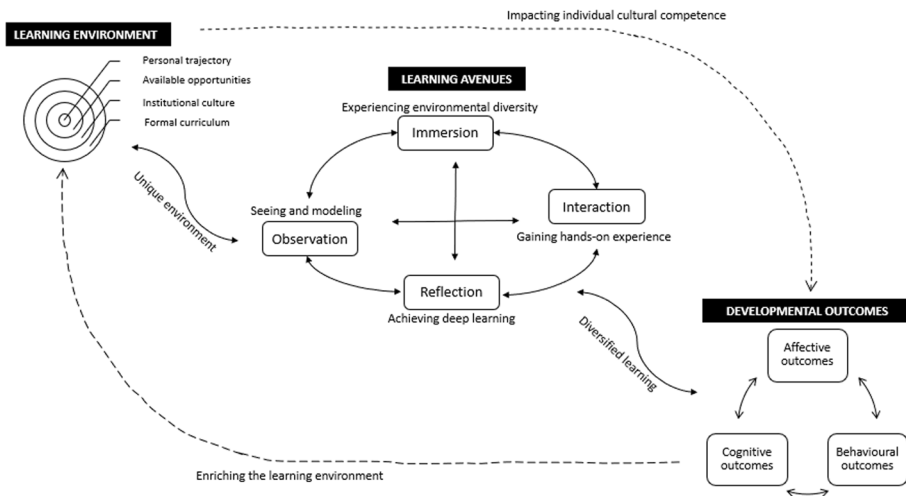 Impacting individual cultural competence
LEARNING ENVIRONMENT
Personal trajectory
Available opportunities
Institutional culture
Formal curriculum
LEARNING AVENUES
Experiencing environmental diversity
Immersion
Unique environment
Seeing and modeling
Observation
Interaction
Gaining hands-on experience
Reflection
Achieving deep learning
Diversified learning
DEVELOPMENTAL OUTCOMES
Affective
outcomes
Cognitive
outcomes
Behavioural
outcomes
Enriching the learning environment